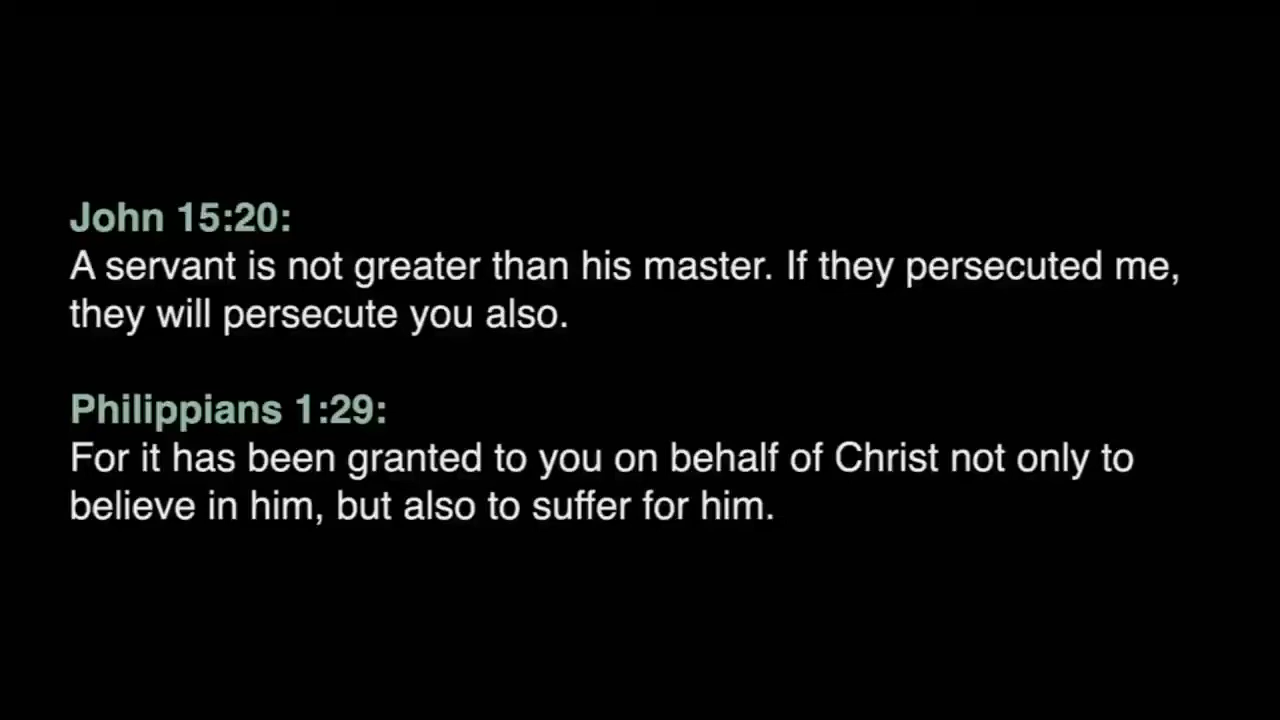 John 15:20:
A servant is not greater than his master. If they persecuted me,
they will persecute you also.
Philippians 1:29:
For it has been granted to you on behalf of Christ not only to
believe in him, but also to suffer for him.